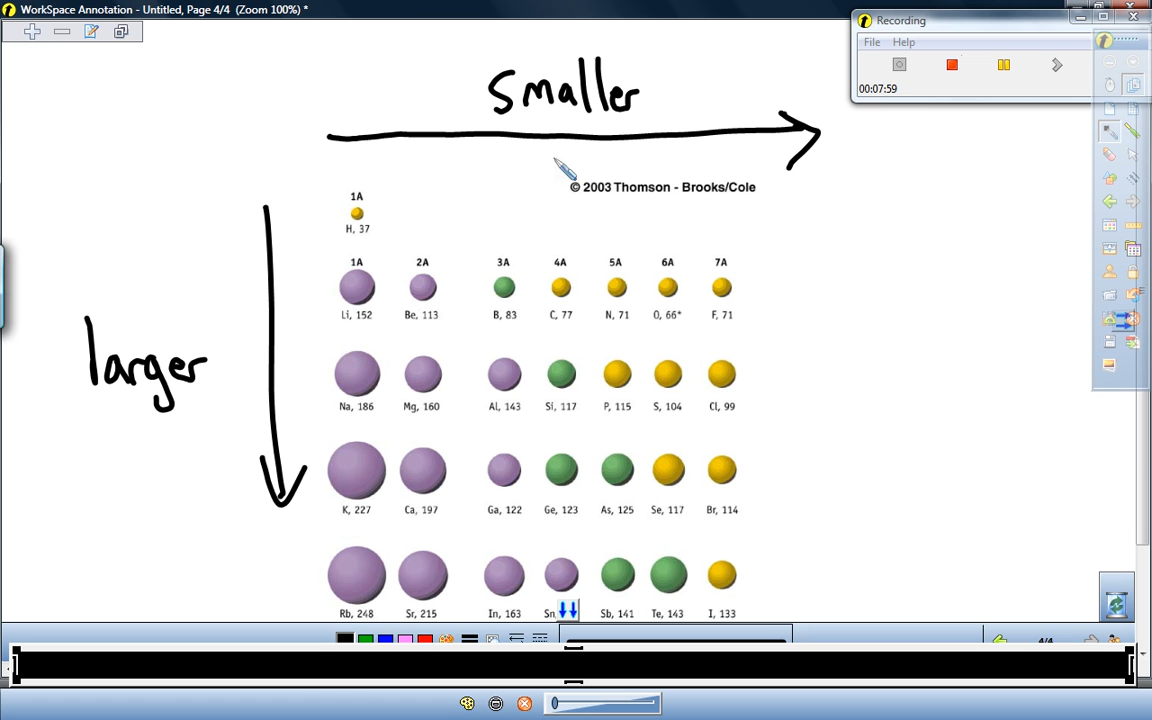 WorkSpace Annotation - Untitled, Page 4/4 (Zoom 100%) *
Recording
File Help
00:07:59
smaller
© 2003 Thomson - Brooks/Cole
1A
H, 37
1A 2A 3A 4A 5A 6A 7A
Li, 152 Be, 113 B, 83 C, 77 N, 71 O, 66* F, 71
larger
Na, 186 Mg, 160 Al, 143 Si, 117 P, 115 S, 104 Cl, 99
K, 227 Ca, 197 Ga, 122 Ge, 123 As, 125 Se, 117 Br, 114
Rb, 248 Sr, 215 In, 163 Sn, Sb, 141 Te, 143 I, 133
4/4